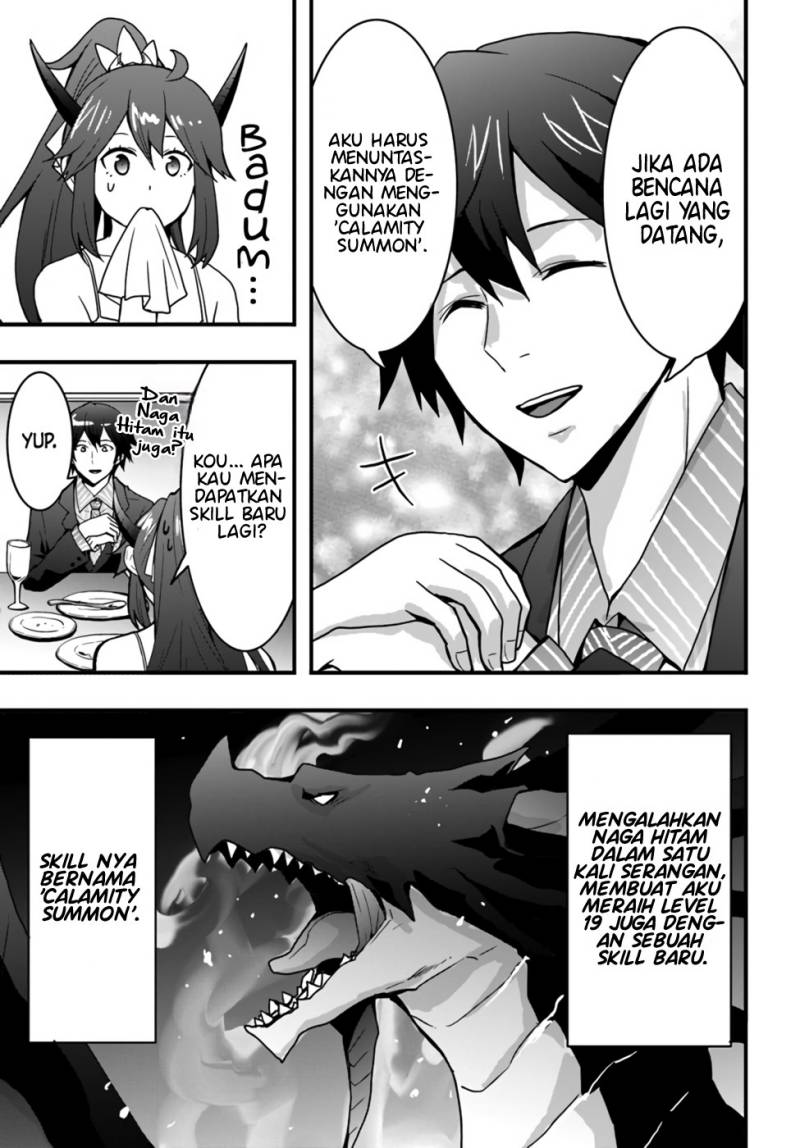 JIKA ADA
BENCANA
LAGI YANG
DATANG,
AKU HARUS
MENUNTAS-
KANNYA DE-
NGAN MENG-
GUNAKAN
'CALAMITY
SUMMON'.
Badum...
KOU... APA
KAU MEN-
DAPATKAN
SKILL BARU
LAGI?
Dan
Naga
Hitam itu
juga?
YUP.
MENGALAHKAN
NAGA HITAM
DALAM SATU
KALI SERANGAN,
MEMBUAT AKU
MERAIH LEVEL
19 JUGA DENG-
AN SEBUAH
SKILL BARU.
SKILL NYA
BERNAMA
'CALAMITY
SUMMON'.